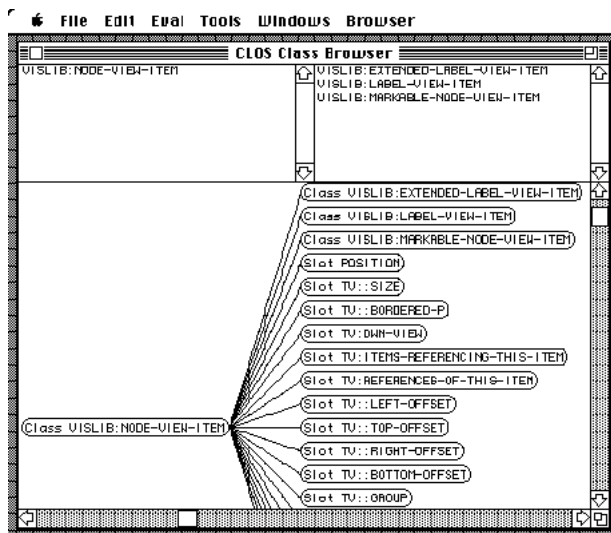 File Edit Eval Tools Windows Browser
CLOS Class Browser
VISLIB:NODE-VIEW-ITEM
VISLIB:EXTENDED-LABEL-VIEW-ITEM
VISLIB:LABEL-VIEW-ITEM
VISLIB:MARKABLE-NODE-VIEW-ITEM
Class VISLIB:EXTENDED-LABEL-VIEW-ITEM
Class VISLIB:LABEL-VIEW-ITEM
Class VISLIB:MARKABLE-NODE-VIEW-ITEM
Slot POSITION
Slot TV::SIZE
Slot TV::BORDERED-P
Slot TV:OWN-VIEW
Slot TV:ITEMS-REFERENCING-THIS-ITEM
Slot TV:REFERENCES-OF-THIS-ITEM
Slot TV::LEFT-OFFSET
Class VISLIB:NODE-VIEW-ITEM
Slot TV::TOP-OFFSET
Slot TV::RIGHT-OFFSET
Slot TV::BOTTOM-OFFSET
Slot TV::GROUP